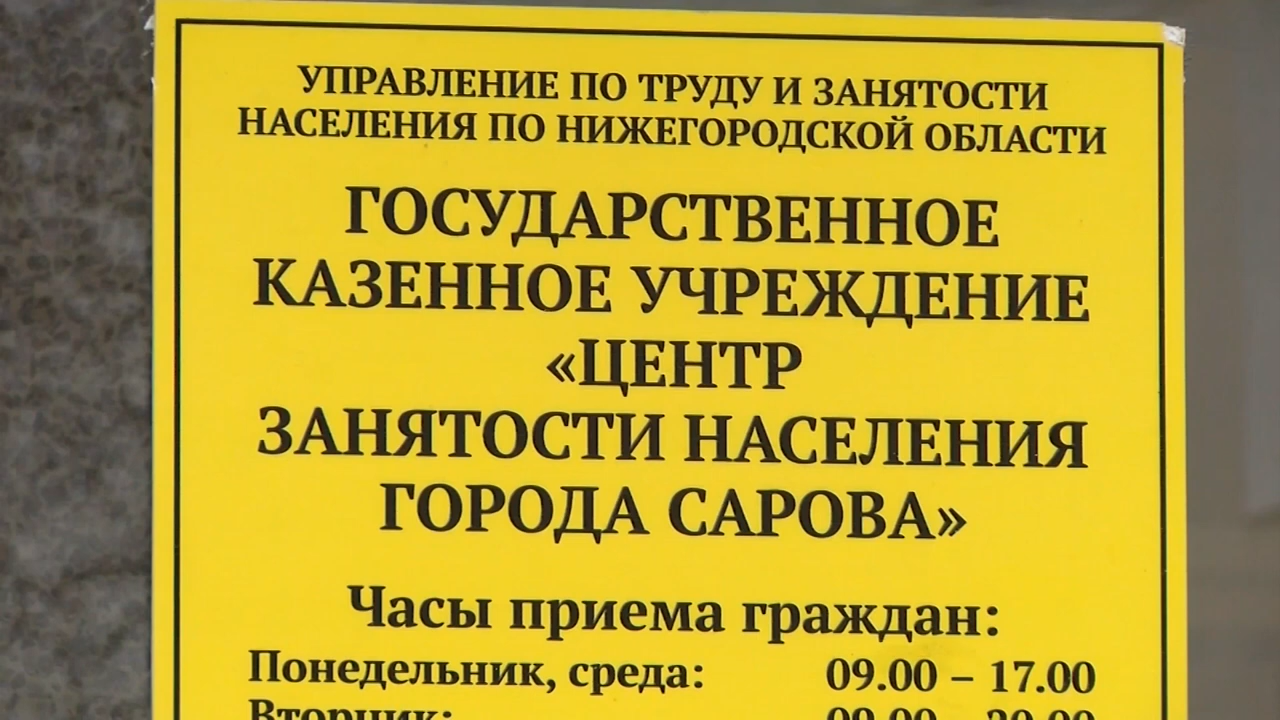 УПРАВЛЕНИЕ ПО ТРУДУ И ЗАНЯТОСТИ
НАСЕЛЕНИЯ ПО НИЖЕГОРОДСКОЙ ОБЛАСТИ
ГОСУДАРСТВЕННОЕ
КАЗЕННОЕ УЧРЕЖДЕНИЕ
«ЦЕНТР
ЗАНЯТОСТИ НАСЕЛЕНИЯ
ГОРОДА САРОВА»
Часы приема граждан:
Понедельник, среда: 09.00 – 17.00
Вторник: